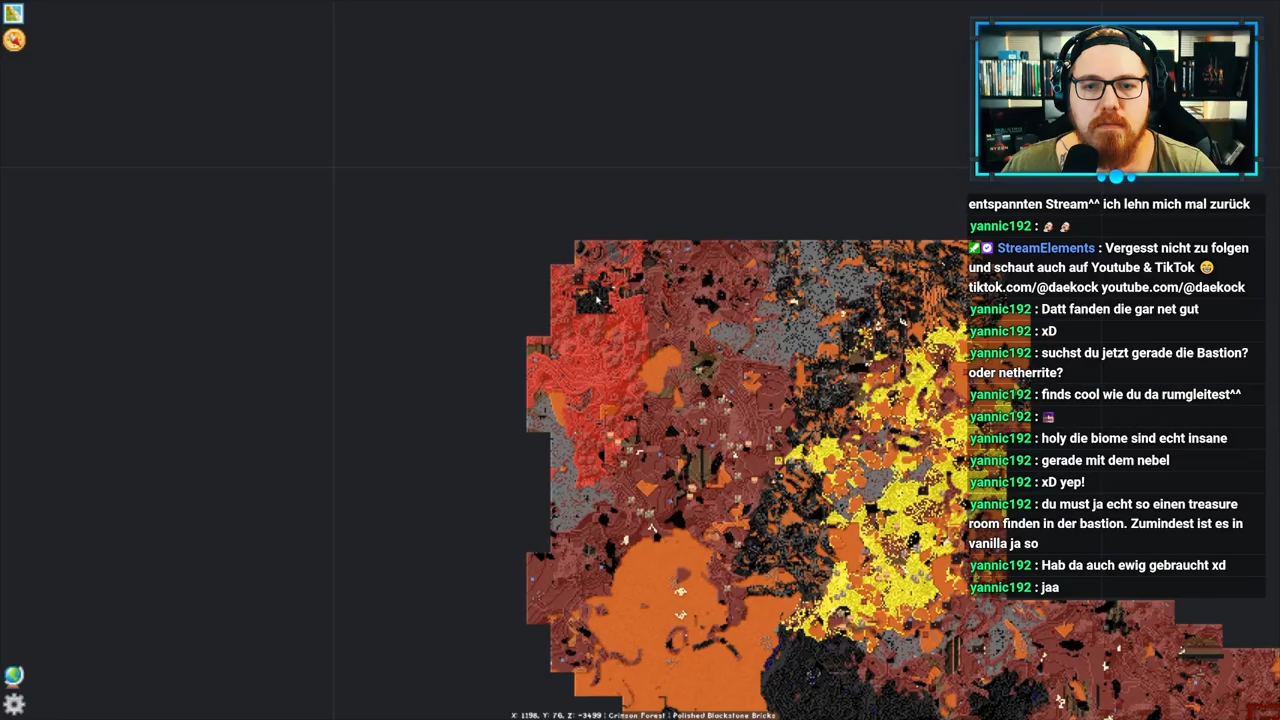 entspannten Stream^^ ich lehn mich mal zurück
yannic192 :
StreamElements : Vergesst nicht zu folgen
und schaut auch auf Youtube & TikTok 😁
tiktok.com/@daekock youtube.com/@daekock
yannic192 : Datt fanden die gar net gut
yannic192 : xD
yannic192 : suchst du jetzt gerade die Bastion?
oder netherrite?
yannic192 : finds cool wie du da rumgleitest^^
yannic192 :
yannic192 : holy die biome sind echt insane
yannic192 : gerade mit dem nebel
yannic192 : xD yep!
yannic192 : du must ja echt so einen treasure
room finden in der bastion. Zumindest ist es in
vanilla ja so
yannic192 : Hab da auch ewig gebraucht xd
yannic192 : jaa
X: 1198, Y: 76, Z: -3499 | Crimson Forest | Polished Blackstone Bricks